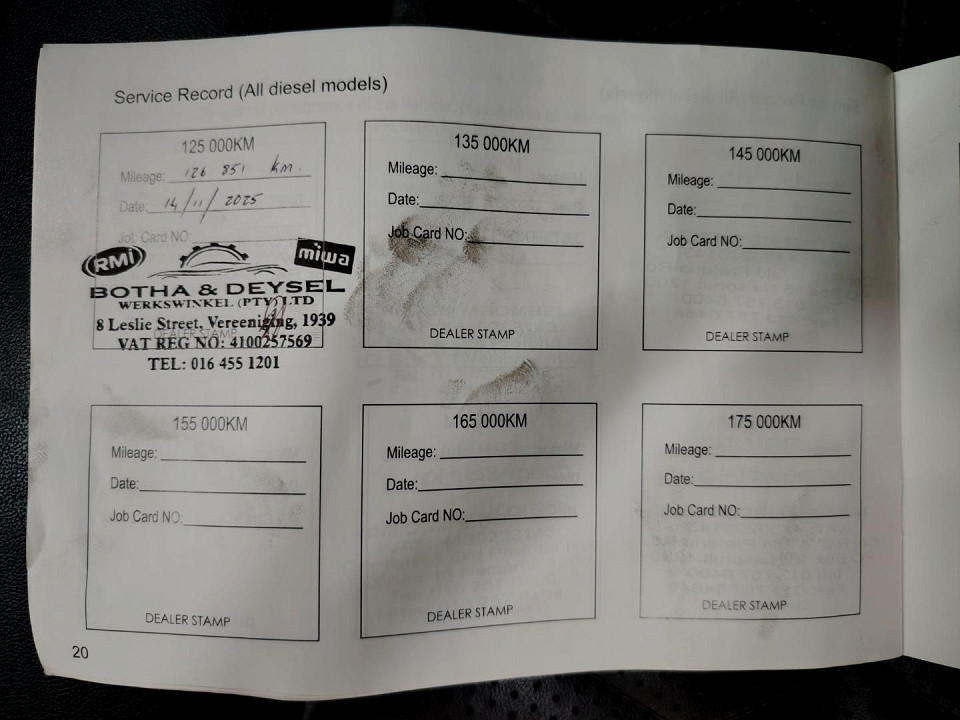 Service Record (All diesel models)
125 000KM
Mileage: 126 851 km.
Date: 14/11/2025
Job Card NO:
RMI
miwa
BOTHA & DEYSEL
WERKSWINKEL (PTY) LTD
8 Leslie Street, Vereeniging, 1939
DEALER STAMP
VAT REG NO: 4100257569
TEL: 016 455 1201
135 000KM
Mileage:
Date:
Job Card NO:
DEALER STAMP
145 000KM
Mileage:
Date:
Job Card NO:
DEALER STAMP
155 000KM
Mileage:
Date:
Job Card NO:
DEALER STAMP
165 000KM
Mileage:
Date:
Job Card NO:
DEALER STAMP
175 000KM
Mileage:
Date:
Job Card NO:
DEALER STAMP
20